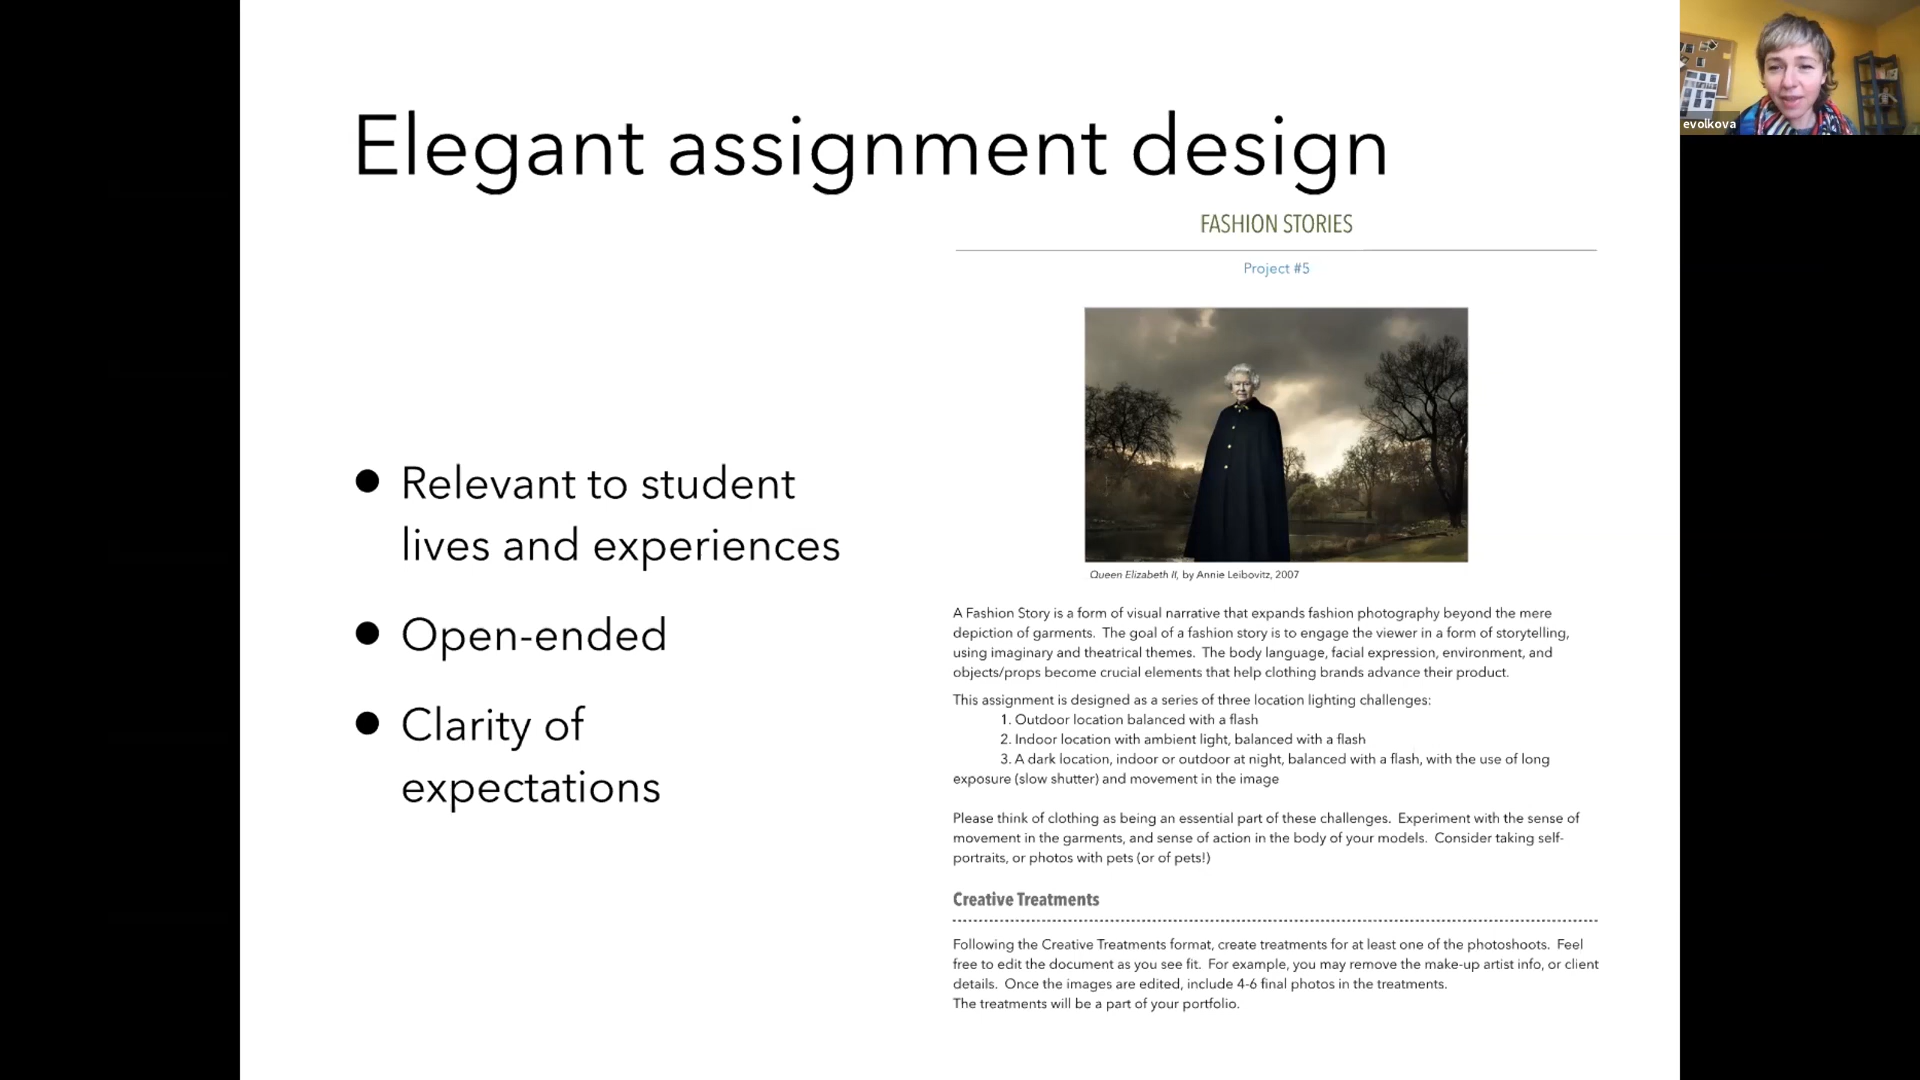 Elegant assignment design
evolkova
● Relevant to student
lives and experiences
● Open-ended
● Clarity of
expectations
FASHION STORIES
Project #5
Queen Elizabeth II, by Annie Leibovitz, 2007
A Fashion Story is a form of visual narrative that expands fashion photography beyond the mere
depiction of garments.  The goal of a fashion story is to engage the viewer in a form of storytelling,
using imaginary and theatrical themes.  The body language, facial expression, environment, and
objects/props become crucial elements that help clothing brands advance their product.
This assignment is designed as a series of three location lighting challenges:
1. Outdoor location balanced with a flash
2. Indoor location with ambient light, balanced with a flash
3. A dark location, indoor or outdoor at night, balanced with a flash, with the use of long
exposure (slow shutter) and movement in the image
Please think of clothing as being an essential part of these challenges.  Experiment with the sense of
movement in the garments, and sense of action in the body of your models.  Consider taking self-
portraits, or photos with pets (or of pets!)
Creative Treatments
Following the Creative Treatments format, create treatments for at least one of the photoshoots.  Feel
free to edit the document as you see fit.  For example, you may remove the make-up artist info, or client
details.  Once the images are edited, include 4-6 final photos in the treatments.
The treatments will be a part of your portfolio.